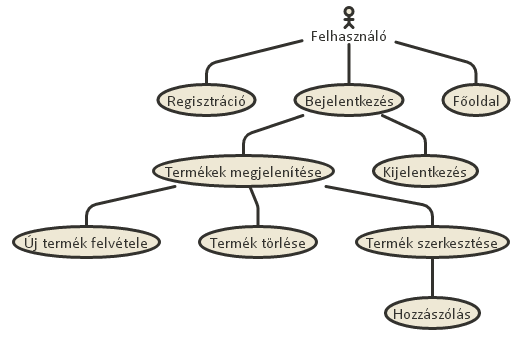 Felhasználó
Regisztráció
Bejelentkezés
Főoldal
Termékek megjelenítése
Kijelentkezés
Új termék felvétele
Termék törlése
Termék szerkesztése
Hozzászólás